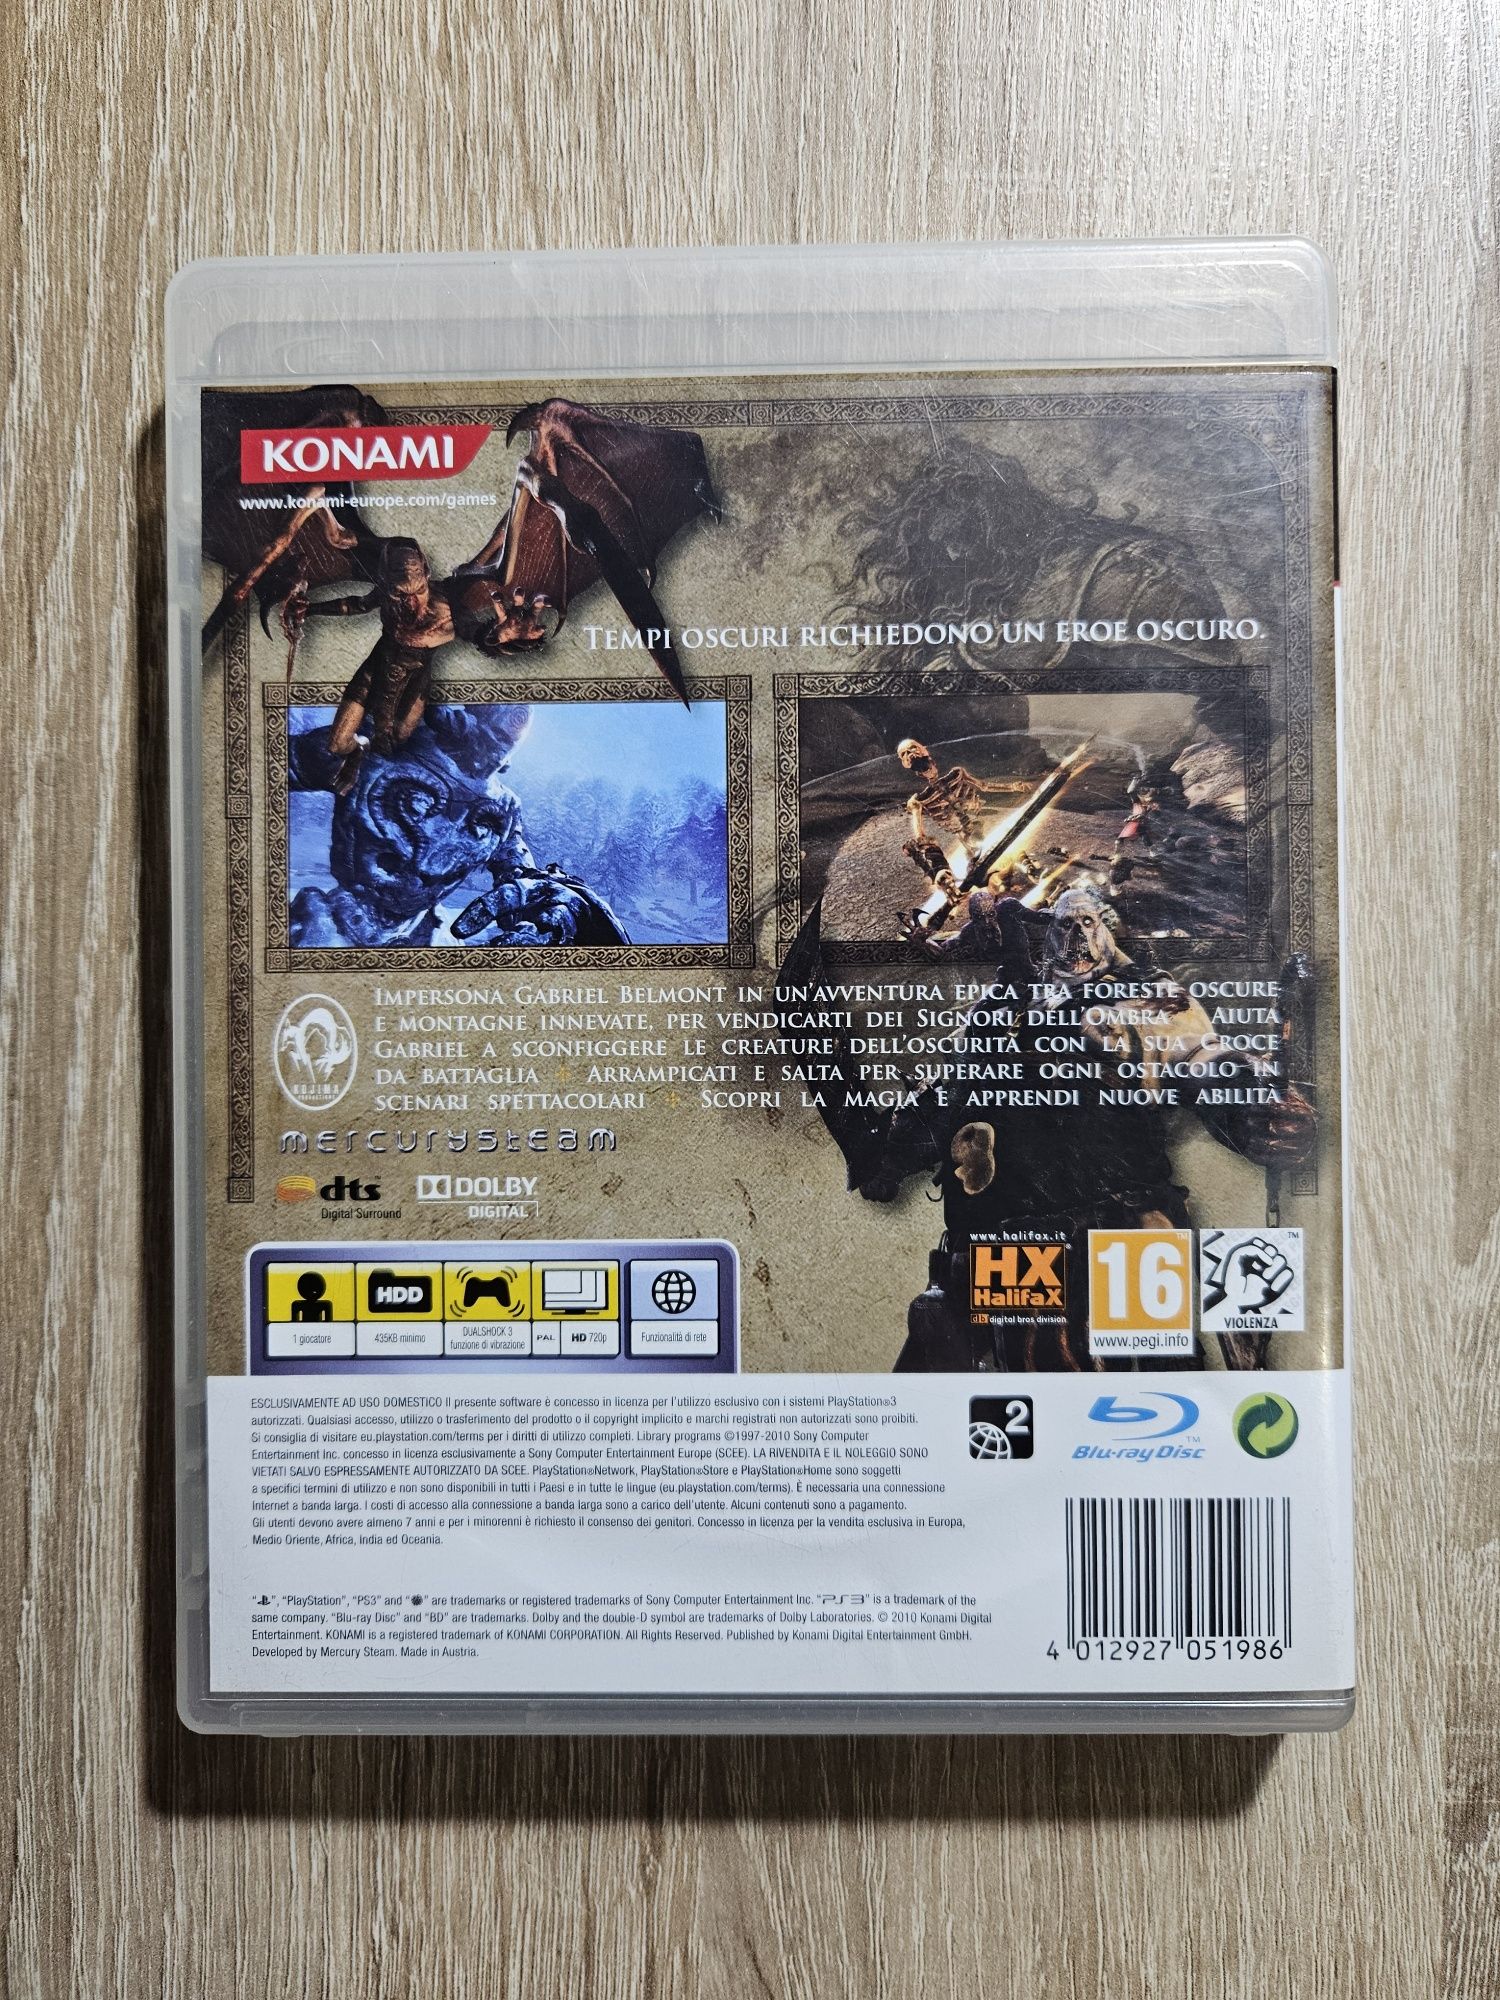 KONAMI
www.konami-europe.com/games
TEMPI OSCURI RICHIEDONO UN EROE OSCURO.
IMPERSONA GABRIEL BELMONT IN UN'AVVENTURA EPICA TRA FORESTE OSCURE
E MONTAGNE INNEVATE, PER VENDICARTI DEI SIGNORI DELL'OMBRA AIUTA
GABRIEL A SCONFIGGERE LE CREATURE DELL'OSCURITÀ CON LA SUA CROCE
DA BATTAGLIA ARRAMPICATI E SALTA PER SUPERARE OGNI OSTACOLO IN
SCENARI SPETTACOLARI SCOPRI LA MAGIA E APPRENDI NUOVE ABILITÀ
KOJIMA
PRODUCTIONS
mercurysteam
dts
Digital Surround
DOLBY
DIGITAL
www.halifax.it
HX
Halifax
db digital bros division
16
www.pegi.info
VIOLENZA
HDD
1 giocatore
435KB minimo
DUALSHOCK 3
funzione di vibrazione
PAL
HD 720p
Funzionalità di rete
ESCLUSIVAMENTE AD USO DOMESTICO Il presente software è concesso in licenza per l'utilizzo esclusivo con i sistemi PlayStation®3
autorizzati. Qualsiasi accesso, utilizzo o trasferimento del prodotto o il copyright implicito e marchi registrati non autorizzati sono proibiti.
Si consiglia di visitare eu.playstation.com/terms per i diritti di utilizzo completi. Library programs ©1997-2010 Sony Computer
Entertainment Inc. concesso in licenza esclusivamente a Sony Computer Entertainment Europe (SCEE). LA RIVENDITA E IL NOLEGGIO SONO
VIETATI SALVO ESPRESSAMENTE AUTORIZZATO DA SCEE. PlayStation®Network, PlayStation®Store e PlayStation®Home sono soggetti
a specifici termini di utilizzo e non sono disponibili in tutti i Paesi e in tutte le lingue (eu.playstation.com/terms). È necessaria una connessione
Internet a banda larga. I costi di accesso alla connessione a banda larga sono a carico dell'utente. Alcuni contenuti sono a pagamento.
Gli utenti devono avere almeno 7 anni e per i minorenni è richiesto il consenso dei genitori. Concesso in licenza per la vendita esclusiva in Europa,
Medio Oriente, Africa, India ed Oceania.
2
Blu-ray Disc
TM
"", "PlayStation", "PS3" and "" are trademarks or registered trademarks of Sony Computer Entertainment Inc. "PS3" is a trademark of the
same company. "Blu-ray Disc" and "BD" are trademarks. Dolby and the double-D symbol are trademarks of Dolby Laboratories. © 2010 Konami Digital
Entertainment. KONAMI is a registered trademark of KONAMI CORPORATION. All Rights Reserved. Published by Konami Digital Entertainment GmbH.
Developed by Mercury Steam. Made in Austria.
4 012927 051986